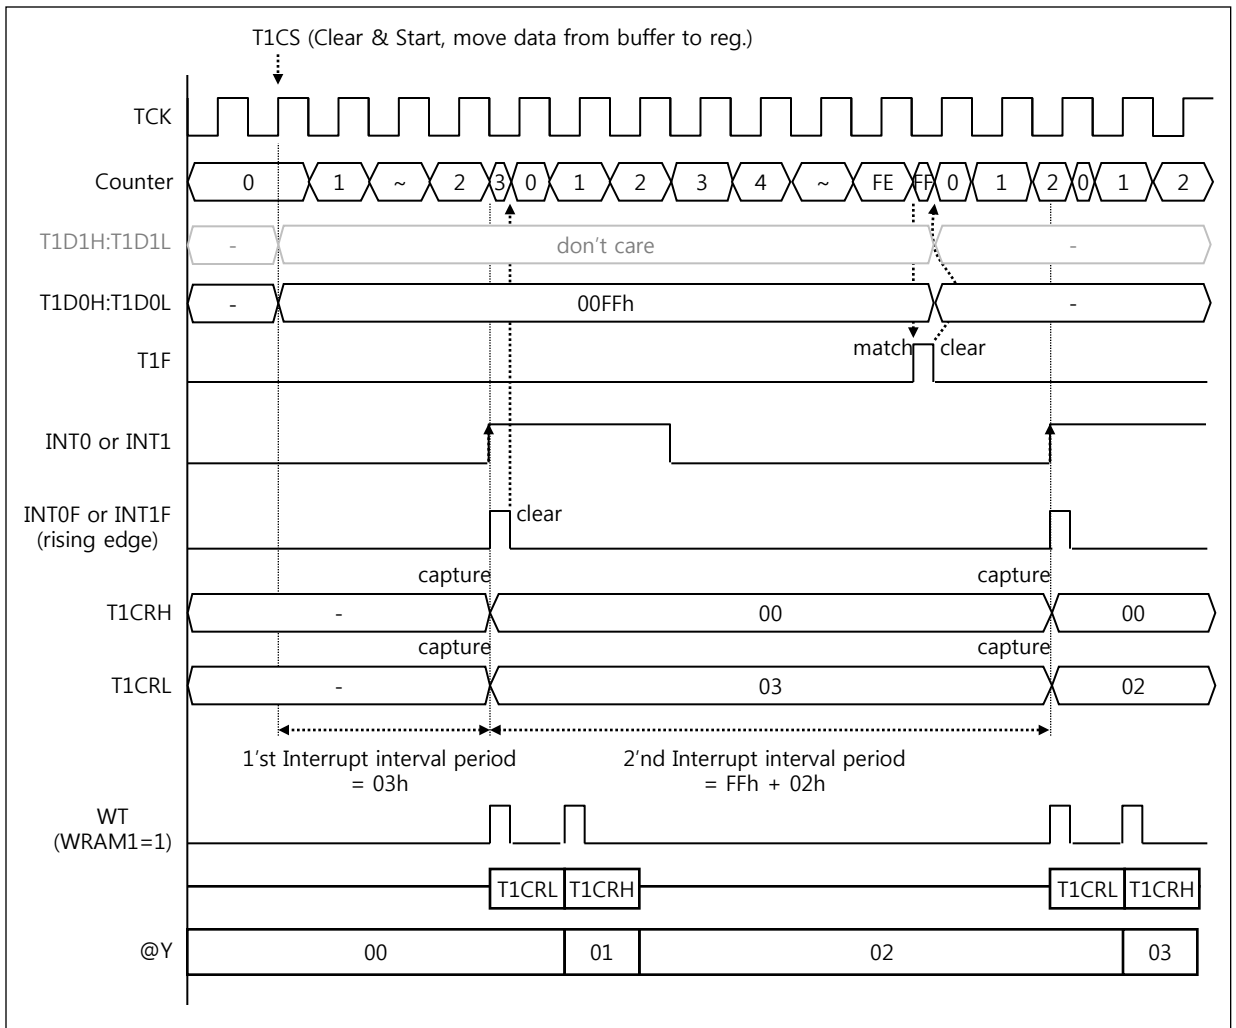 T1CS (Clear & Start, move data from buffer to reg.)
TCK
Counter 0 1 ~ 2 3 0 1 2 3 4 ~ FE FF 0 1 2 0 1 2
T1D1H:T1D1L - don't care -
T1D0H:T1D0L - 00FFh -
match clear
T1F
INT0 or INT1
INT0F or INT1F
(rising edge)
clear
capture capture
T1CRH - 00 00
capture capture
T1CRL - 03 02
1'st Interrupt interval period
= 03h
2'nd Interrupt interval period
= FFh + 02h
WT
(WRAM1=1)
T1CRL T1CRH T1CRL T1CRH
@Y 00 01 02 03